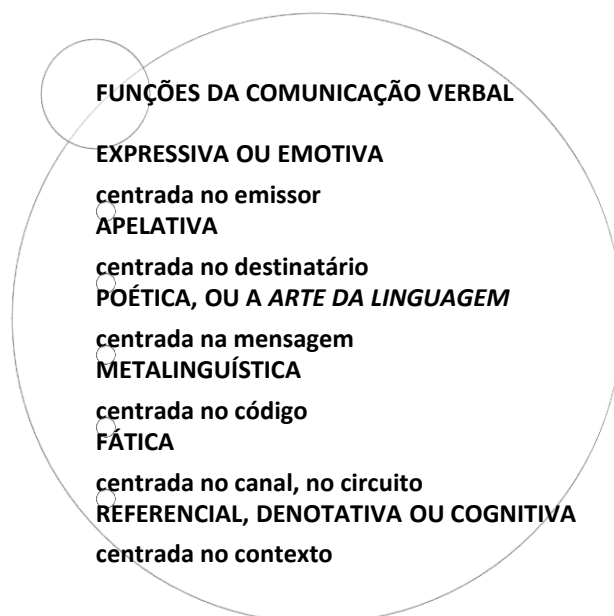 FUNÇÕES DA COMUNICAÇÃO VERBAL
EXPRESSIVA OU EMOTIVA
centrada no emissor
APELATIVA
centrada no destinatário
POÉTICA, OU A ARTE DA LINGUAGEM
centrada na mensagem
METALINGUÍSTICA
centrada no código
FÁTICA
centrada no canal, no circuito
REFERENCIAL, DENOTATIVA OU COGNITIVA
centrada no contexto